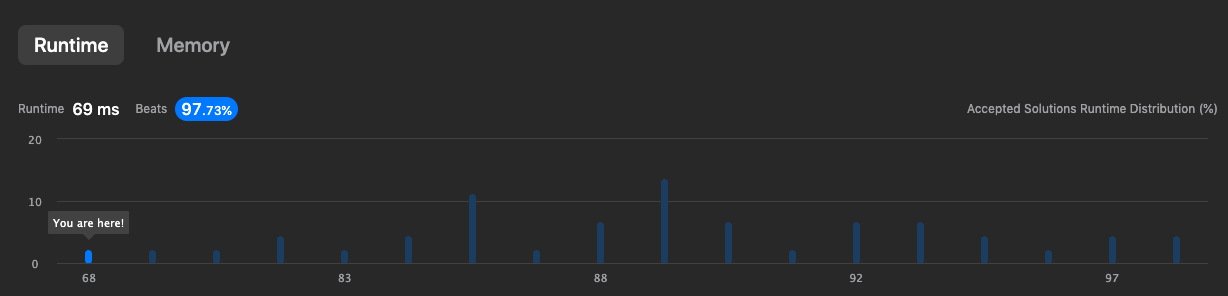 Runtime Memory
Runtime 69 ms Beats 97.73% Accepted Solutions Runtime Distribution (%)
20
10
You are here!
0
68 83 88 92 97